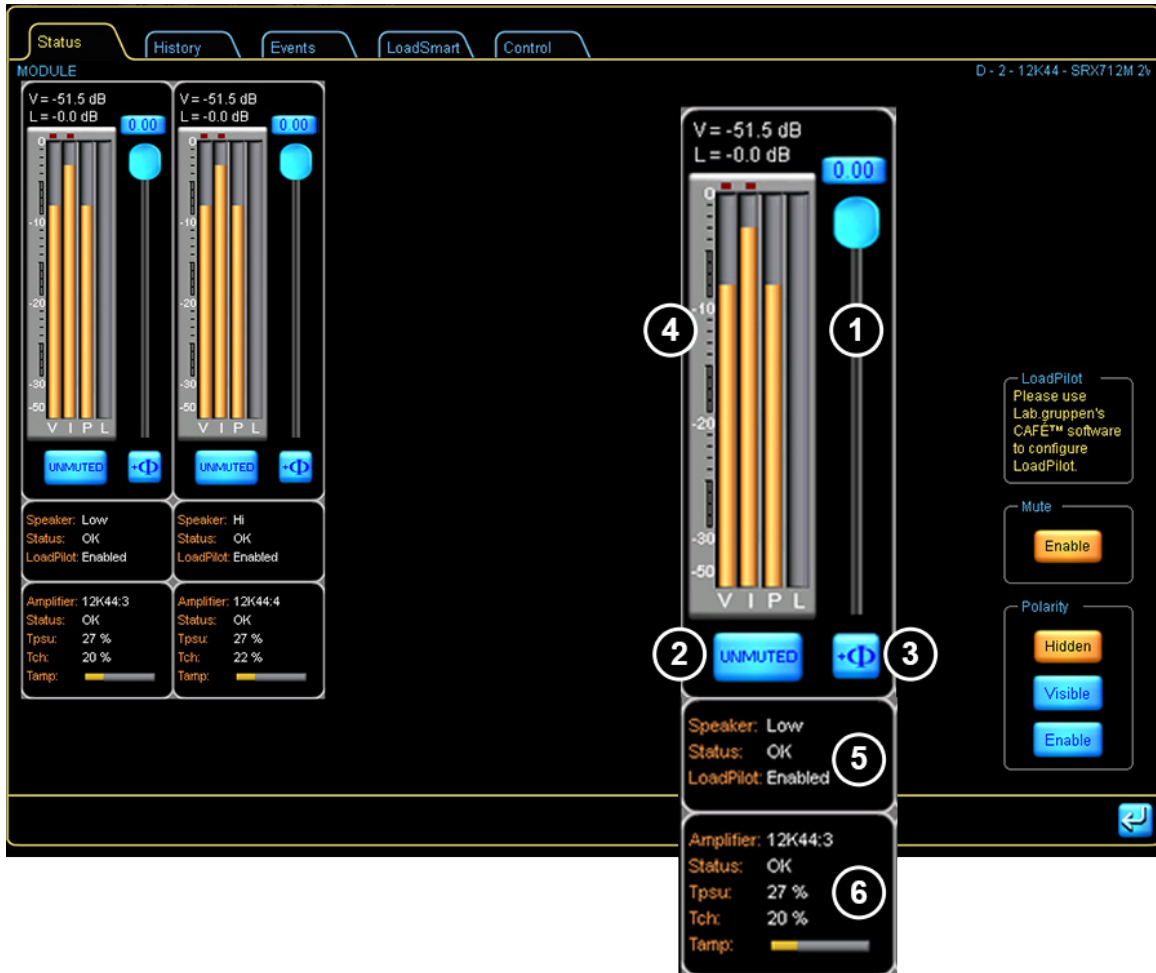 Status
History
Events
LoadSmart
Control
MODULE
D - 2 - 12K44 - SRX712M 2\
V = -51.5 dB
L = -0.0 dB
0.00
0
-10
-20
-30
-50
V I P L
UNMUTED
+Φ
Speaker: Low
Status: OK
LoadPilot: Enabled
Amplifier: 12K44:3
Status: OK
Tpsu: 27 %
Tch: 20 %
Tamp:
V = -51.5 dB
L = -0.0 dB
0.00
0
-10
-20
-30
-50
V I P L
UNMUTED
+Φ
Speaker: Hi
Status: OK
LoadPilot: Enabled
Amplifier: 12K44:4
Status: OK
Tpsu: 27 %
Tch: 22 %
Tamp:
V = -51.5 dB
L = -0.0 dB
0.00
0
-10
-20
-30
-50
4
1
V I P L
2
UNMUTED
+Φ
3
Speaker: Low
Status: OK
LoadPilot: Enabled
5
Amplifier: 12K44:3
Status: OK
Tpsu: 27 %
Tch: 20 %
Tamp:
6
LoadPilot
Please use
Lab.gruppen's
CAFÉ™ software
to configure
LoadPilot.
Mute
Enable
Polarity
Hidden
Visible
Enable